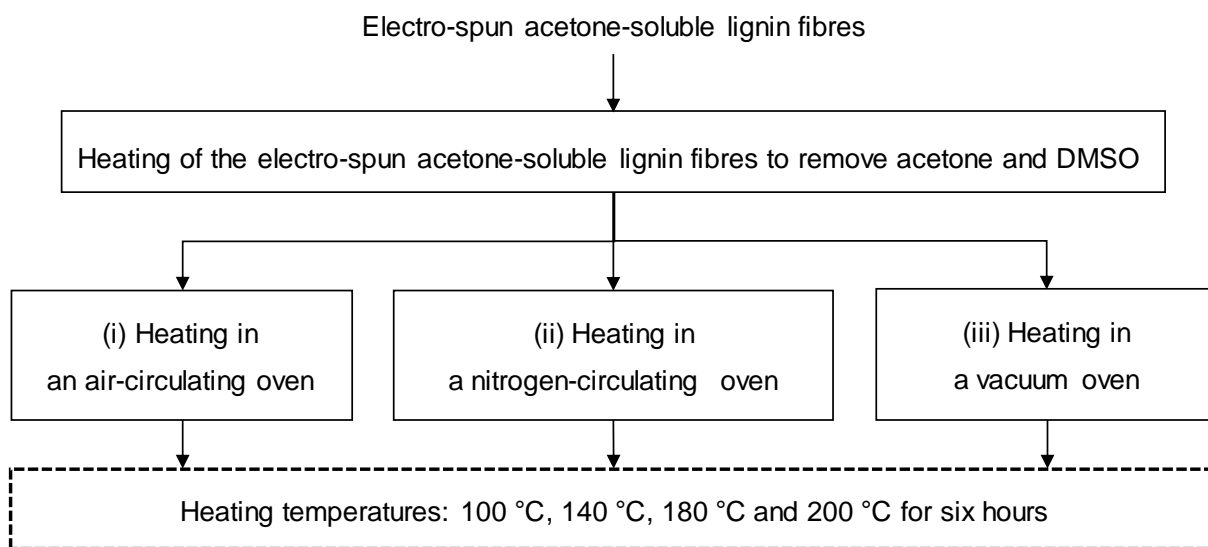 Electro-spun acetone-soluble lignin fibres
Heating of the electro-spun acetone-soluble lignin fibres to remove acetone and DMSO
(i) Heating in
an air-circulating oven
(ii) Heating in
a nitrogen-circulating oven
(iii) Heating in
a vacuum oven
Heating temperatures: 100 °C, 140 °C, 180 °C and 200 °C for six hours